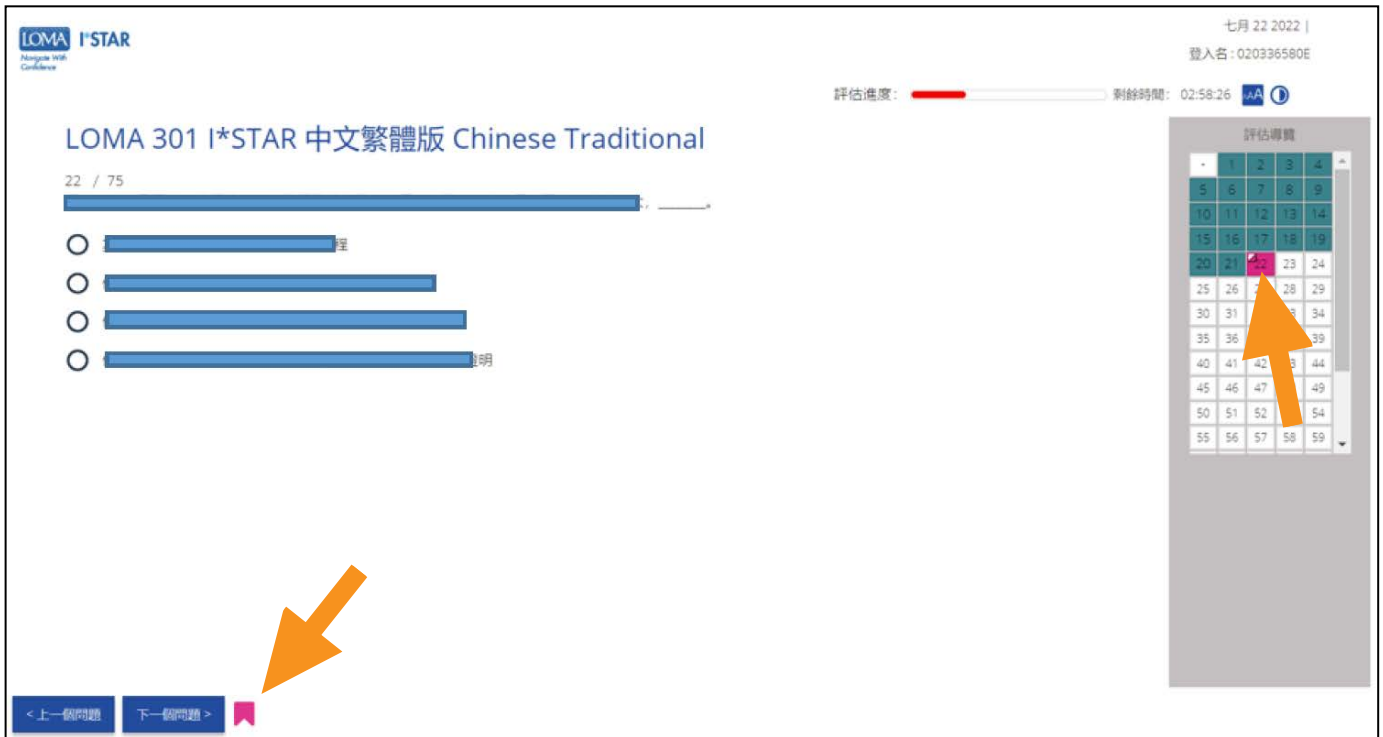 LOMA I*STAR
Navigate With
Confidence
七月 22 2022 |
登入名 : 020336580E
評估進度：
剩餘時間： 02:58:26 AA
LOMA 301 I*STAR 中文繁體版 Chinese Traditional
評估導覽
22 / 75
______。
程
證明
- 1 2 3 4
5 6 7 8 9
10 11 12 13 14
15 16 17 18 19
20 21 22 23 24
25 26 28 29
30 31 34
35 36 39
40 41 42 44
45 46 47 49
50 51 52 54
55 56 57 58 59
<上一個問題
下一個問題 >